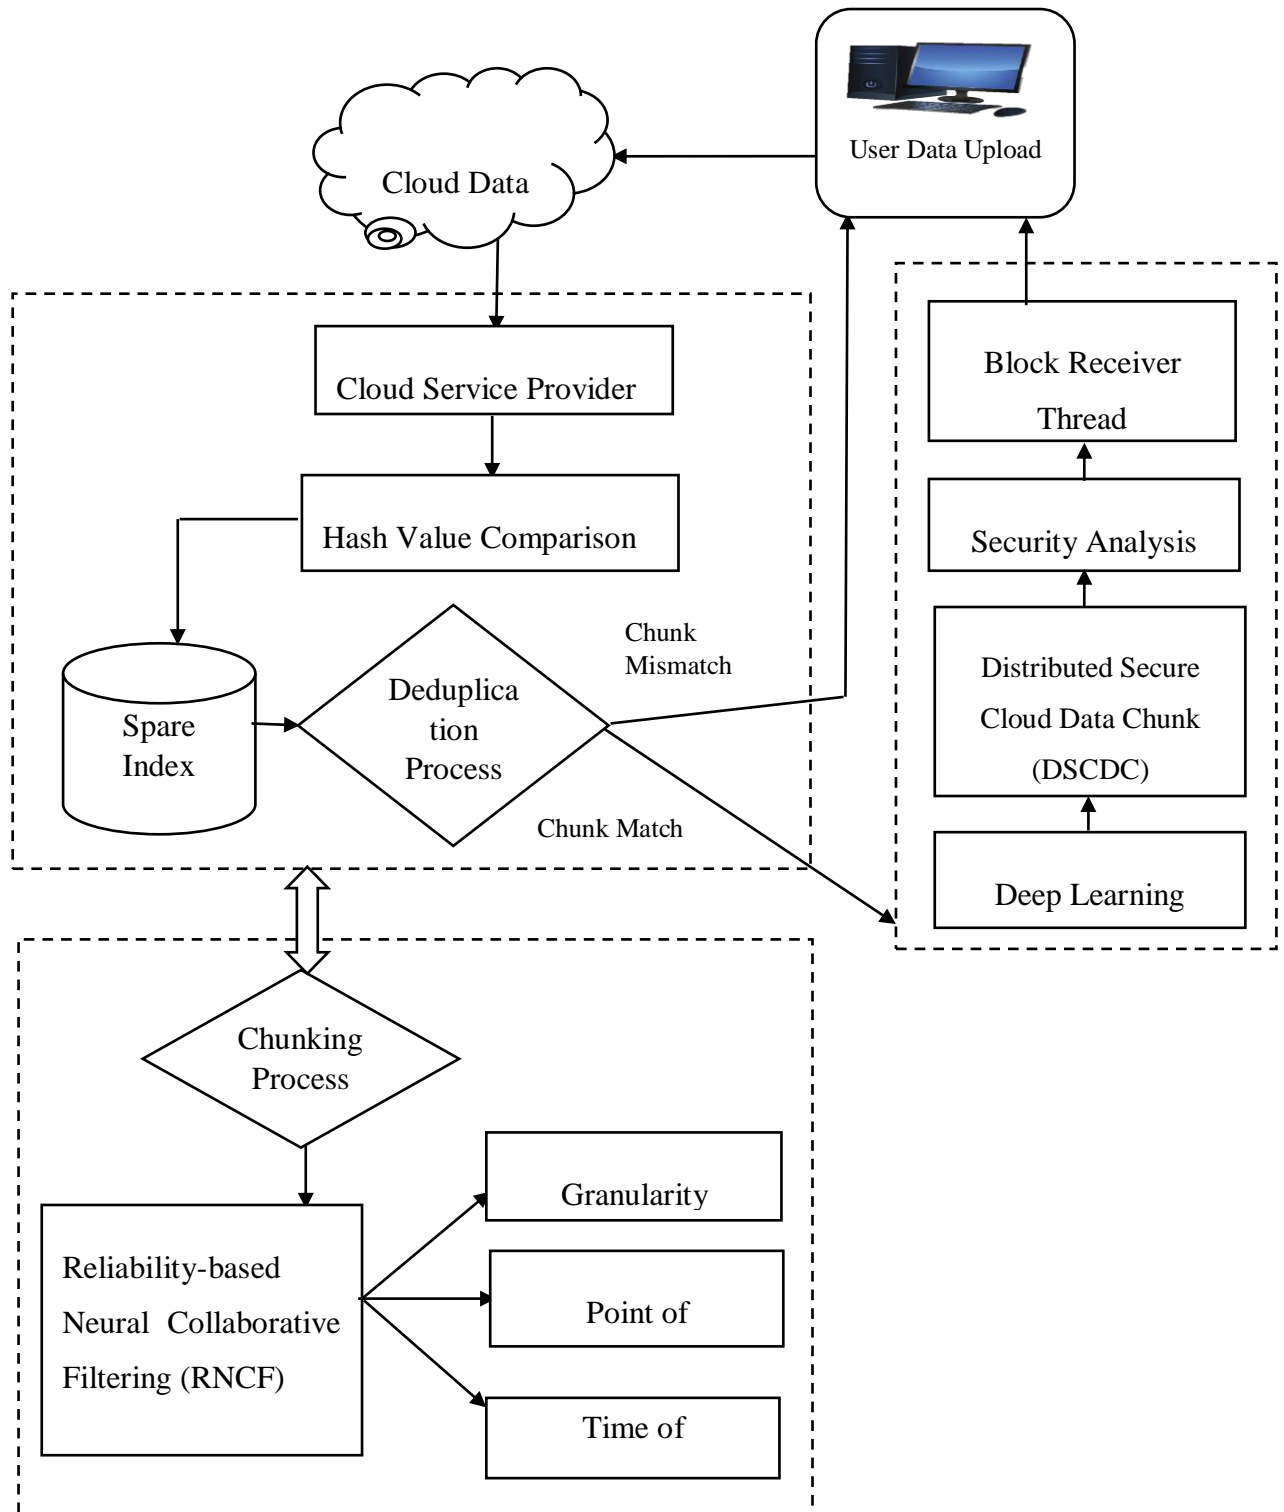 User Data Upload
Cloud Data
Cloud Service Provider
Hash Value Comparison
Spare
Index
Deduplica
tion
Process
Chunk
Mismatch
Chunk Match
Block Receiver
Thread
Security Analysis
Distributed Secure
Cloud Data Chunk
(DSCDC)
Deep Learning
Chunking
Process
Reliability-based
Neural Collaborative
Filtering (RNCF)
Granularity
Point of
Time of